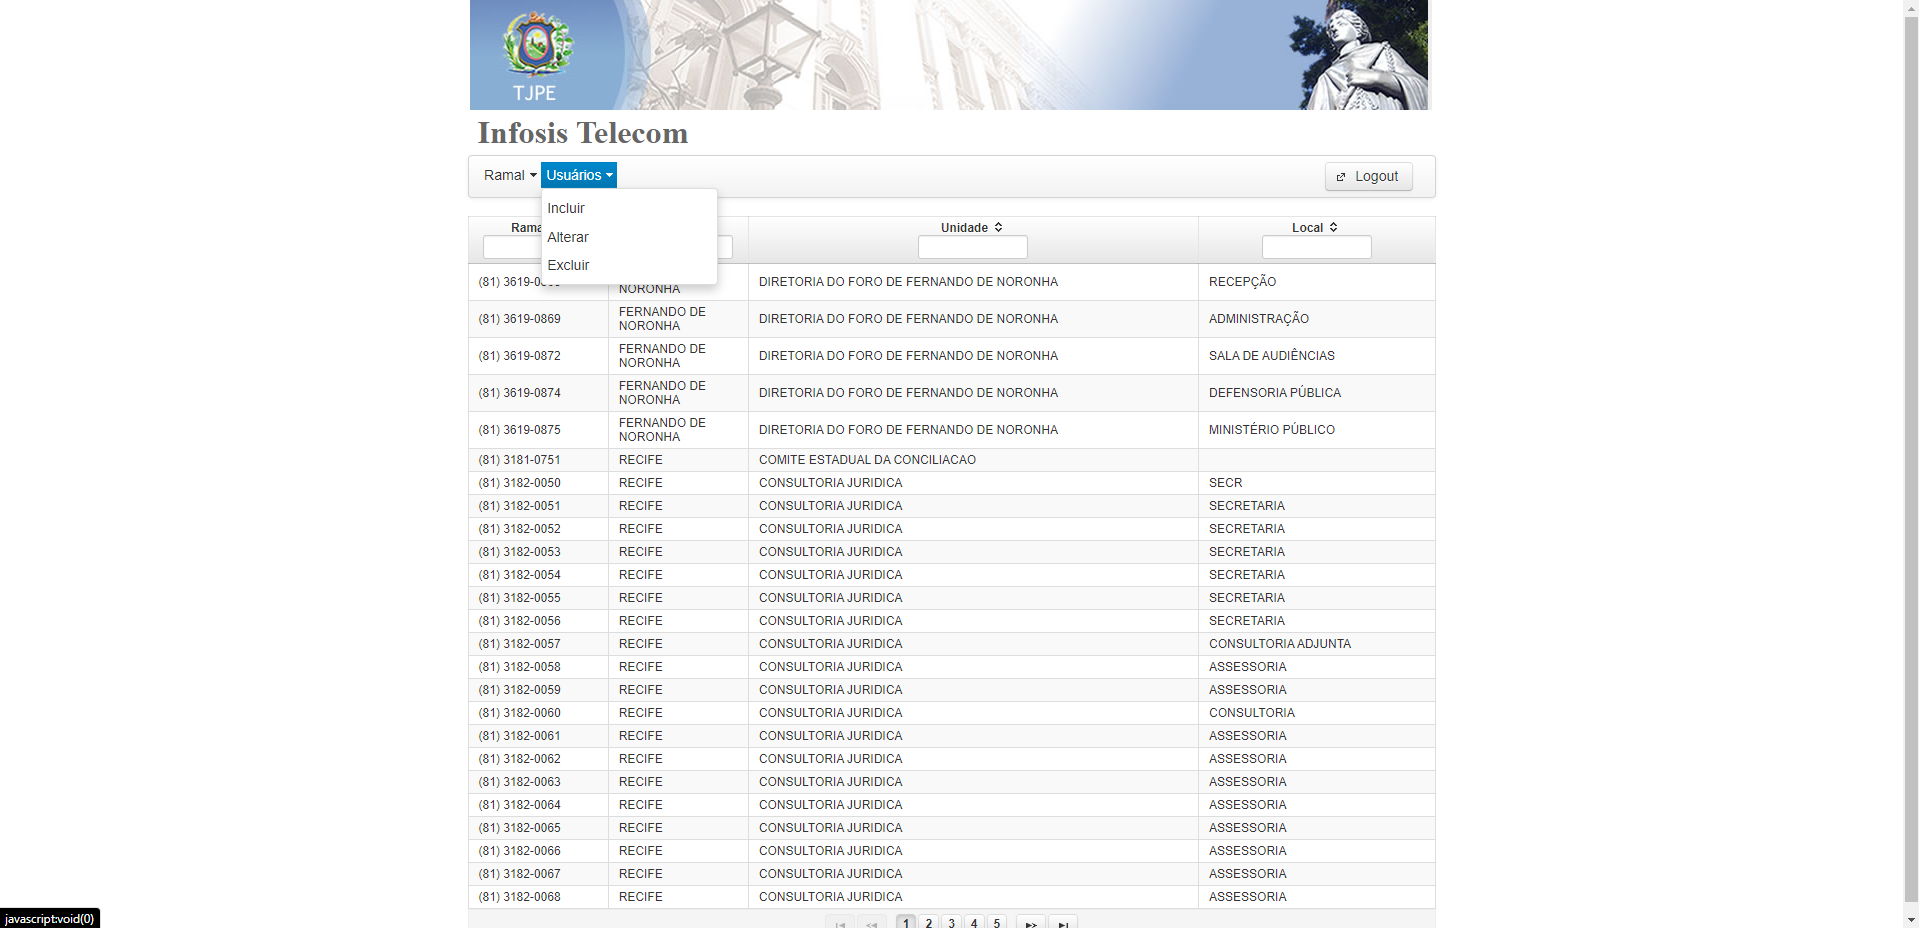 TJPE
Infosis Telecom
Ramal Usuários Logout
Incluir
Alterar
Excluir
Unidade Local
NORONHA
DIRETORIA DO FORO DE FERNANDO DE NORONHA RECEPÇÃO
(81) 3619-0869 FERNANDO DE NORONHA DIRETORIA DO FORO DE FERNANDO DE NORONHA ADMINISTRAÇÃO
(81) 3619-0872 FERNANDO DE NORONHA DIRETORIA DO FORO DE FERNANDO DE NORONHA SALA DE AUDIÊNCIAS
(81) 3619-0874 FERNANDO DE NORONHA DIRETORIA DO FORO DE FERNANDO DE NORONHA DEFENSORIA PÚBLICA
(81) 3619-0875 FERNANDO DE NORONHA DIRETORIA DO FORO DE FERNANDO DE NORONHA MINISTÉRIO PÚBLICO
(81) 3181-0751 RECIFE COMITE ESTADUAL DA CONCILIACAO
(81) 3182-0050 RECIFE CONSULTORIA JURIDICA SECR
(81) 3182-0051 RECIFE CONSULTORIA JURIDICA SECRETARIA
(81) 3182-0052 RECIFE CONSULTORIA JURIDICA SECRETARIA
(81) 3182-0053 RECIFE CONSULTORIA JURIDICA SECRETARIA
(81) 3182-0054 RECIFE CONSULTORIA JURIDICA SECRETARIA
(81) 3182-0055 RECIFE CONSULTORIA JURIDICA SECRETARIA
(81) 3182-0056 RECIFE CONSULTORIA JURIDICA SECRETARIA
(81) 3182-0057 RECIFE CONSULTORIA JURIDICA CONSULTORIA ADJUNTA
(81) 3182-0058 RECIFE CONSULTORIA JURIDICA ASSESSORIA
(81) 3182-0059 RECIFE CONSULTORIA JURIDICA ASSESSORIA
(81) 3182-0060 RECIFE CONSULTORIA JURIDICA CONSULTORIA
(81) 3182-0061 RECIFE CONSULTORIA JURIDICA ASSESSORIA
(81) 3182-0062 RECIFE CONSULTORIA JURIDICA ASSESSORIA
(81) 3182-0063 RECIFE CONSULTORIA JURIDICA ASSESSORIA
(81) 3182-0064 RECIFE CONSULTORIA JURIDICA ASSESSORIA
(81) 3182-0065 RECIFE CONSULTORIA JURIDICA ASSESSORIA
(81) 3182-0066 RECIFE CONSULTORIA JURIDICA ASSESSORIA
(81) 3182-0067 RECIFE CONSULTORIA JURIDICA ASSESSORIA
(81) 3182-0068 RECIFE CONSULTORIA JURIDICA ASSESSORIA
1 2 3 4 5
javascript:void(0)